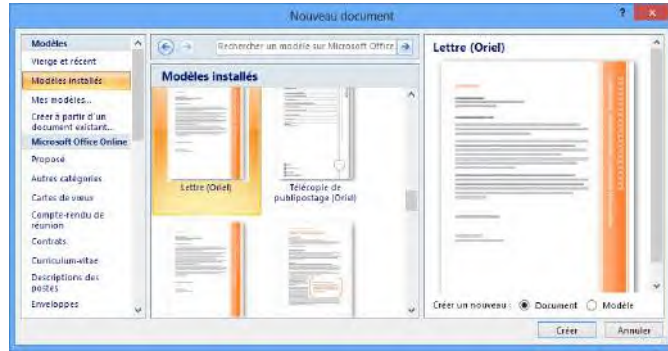 Nouveau document
?
Modèles
Vierge et récent
Modèles installés
Mes modèles...
Créer à partir d'un
document existant...
Microsoft Office Online
Proposé
Autres catégories
Cartes de vœux
Compte-rendu de
réunion
Contrats
Curriculum-vitae
Descriptions des
postes
Enveloppes
Rechercher un modèle sur Microsoft Office
Modèles installés
Lettre (Oriel)
Télécopie de
publipostage (Oriel)
Lettre (Oriel)
Créer un nouveau :
Document
Modèle
Créer
Annuler